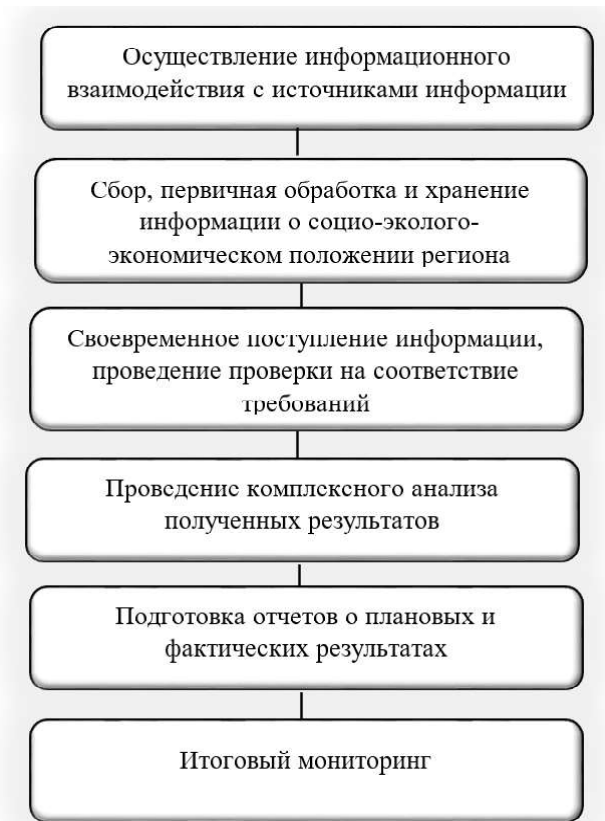 Осуществление информационного
взаимодействия с источниками информации
Сбор, первичная обработка и хранение
информации о социо-эколого-
экономическом положении региона
Своевременное поступление информации,
проведение проверки на соответствие
требований
Проведение комплексного анализа
полученных результатов
Подготовка отчетов о плановых и
фактических результатах
Итоговый мониторинг